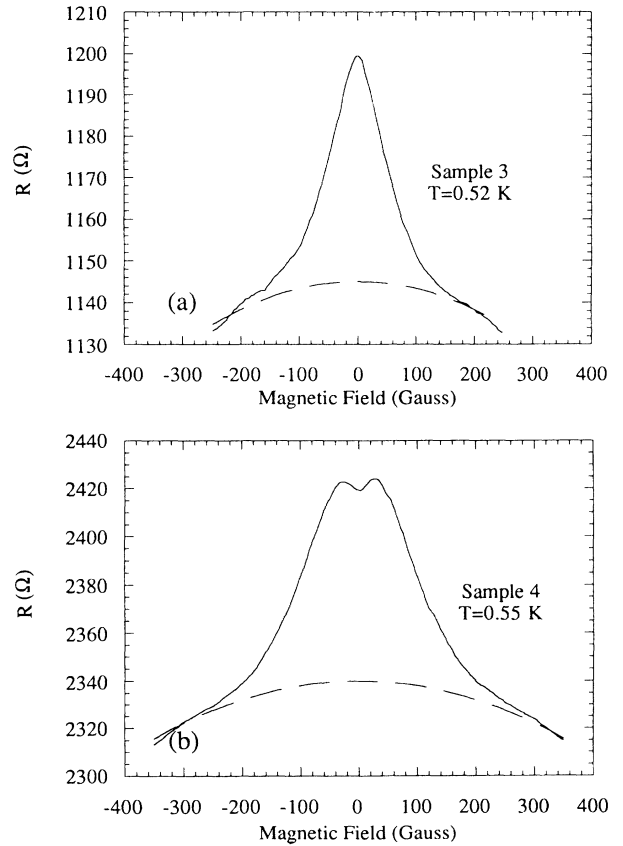 1210
1200
1190
1180
1170
1160
1150
1140
1130
R (Ω)
Sample 3
T=0.52 K
(a)
-400 -300 -200 -100 0 100 200 300 400
Magnetic Field (Gauss)
2440
2420
2400
2380
2360
2340
2320
2300
R (Ω)
Sample 4
T=0.55 K
(b)
-400 -300 -200 -100 0 100 200 300 400
Magnetic Field (Gauss)